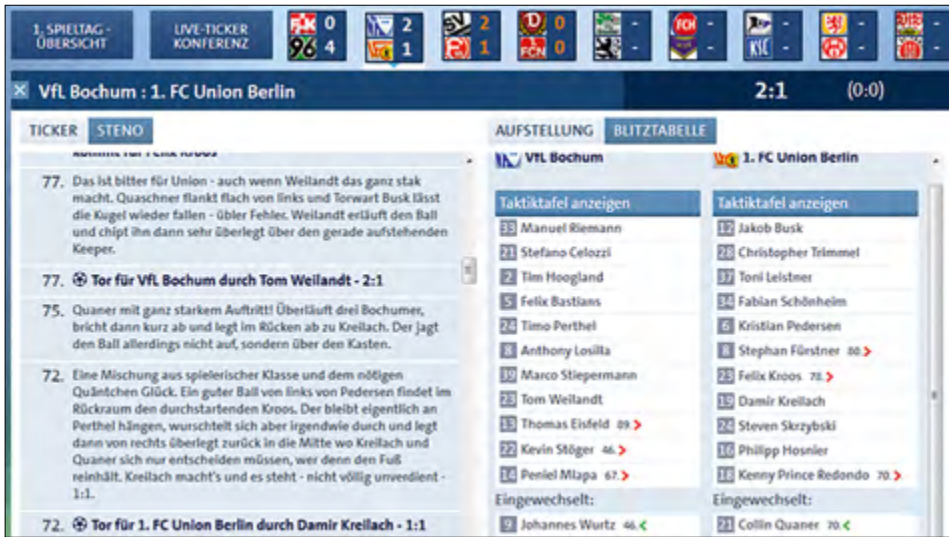 1. SPIELTAG - ÜBERSICHT
LIVE-TICKER KONFERENZ
0
4
2
1
2
1
0
0
-
-
-
-
-
KSC -
-
-
-
-
VfL Bochum : 1. FC Union Berlin 2:1 (0:0)
TICKER STENO
kommt für Felix Kroos
77. Das ist bitter für Union - auch wenn Weilandt das ganz stak
macht. Quaschner flankt flach von links und Torwart Busk lässt
die Kugel wieder fallen - übler Fehler. Weilandt erläuft den Ball
und chipt ihn dann sehr überlegt über den gerade aufstehenden
Keeper.
77. Tor für VfL Bochum durch Tom Weilandt - 2:1
75. Quaner mit ganz starkem Auftritt! Überläuft drei Bochumer,
bricht dann kurz ab und legt im Rücken ab zu Kreilach. Der jagt
den Ball allerdings nicht auf, sondern über den Kasten.
72. Eine Mischung aus spielerischer Klasse und dem nötigen
Quäntchen Glück. Ein guter Ball von links von Pedersen findet im
Rückraum den durchstartenden Kroos. Der bleibt eigentlich an
Perthel hängen, wurschtelt sich aber irgendwie durch und legt
dann von rechts überlegt zurück in die Mitte wo Kreilach und
Quaner sich nur entscheiden müssen, wer denn den Fuß
reinhält. Kreilach macht's und es steht - nicht völlig unverdient -
1:1.
72. Tor für 1. FC Union Berlin durch Damir Kreilach - 1:1
AUFSTELLUNG BLITZTABELLE
VfL Bochum
Taktiktafel anzeigen
33 Manuel Riemann
21 Stefano Celozzi
2 Tim Hoogland
5 Felix Bastians
24 Timo Perthel
8 Anthony Losilla
39 Marco Stiepermann
23 Tom Weilandt
13 Thomas Eisfeld 89.
22 Kevin Stöger 46.
14 Peniel Mlapa 67.
Eingewechselt:
9 Johannes Wurtz 46.
1. FC Union Berlin
Taktiktafel anzeigen
12 Jakob Busk
28 Christopher Trimmel
37 Toni Leistner
34 Fabian Schönheim
6 Kristian Pedersen
8 Stephan Fürstner 80.
23 Felix Kroos 78.
19 Damir Kreilach
24 Steven Skrzybski
16 Philipp Hosnier
18 Kenny Prince Redondo 70.
Eingewechselt:
21 Collin Quaner 70.